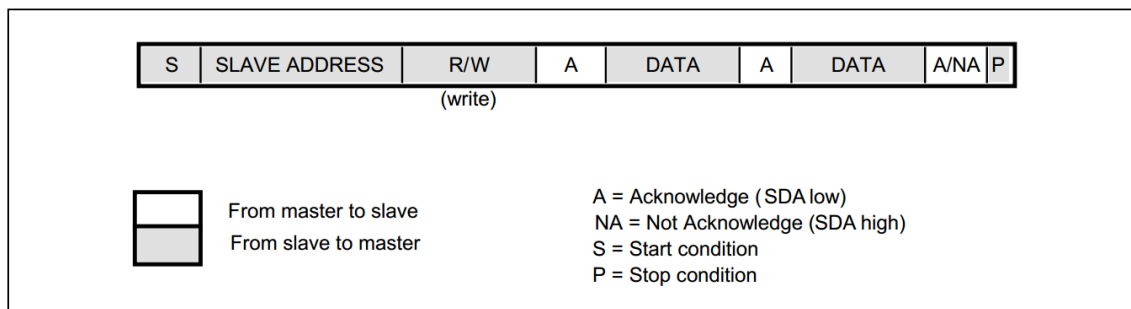 S SLAVE ADDRESS R/W A DATA A DATA A/NA P
(write)
From master to slave
From slave to master
A = Acknowledge (SDA low)
NA = Not Acknowledge (SDA high)
S = Start condition
P = Stop condition